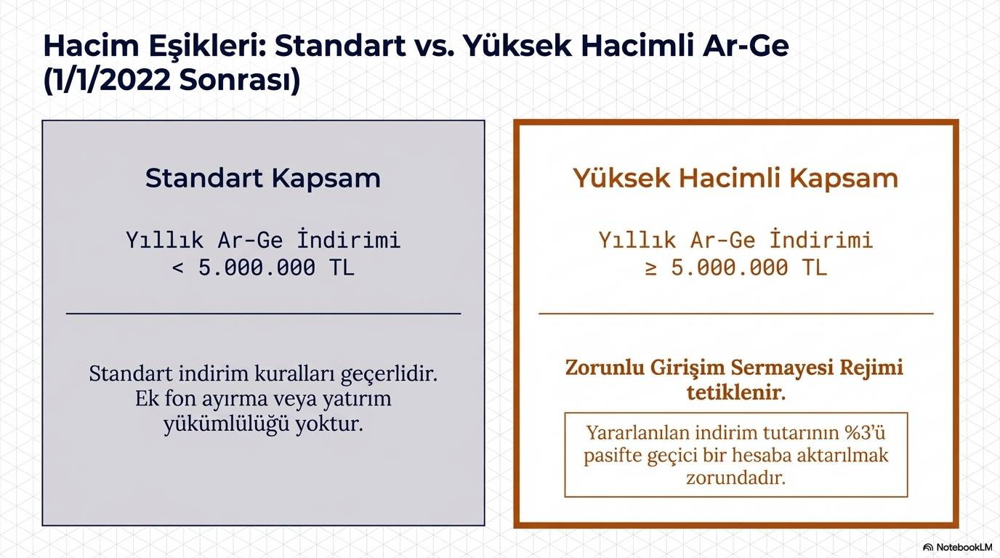 Hacim Eşikleri: Standart vs. Yüksek Hacimli Ar-Ge
(1/1/2022 Sonrası)
Standart Kapsam
Yıllık Ar-Ge İndirimi
< 5.000.000 TL
Standart indirim kuralları geçerlidir.
Ek fon ayırma veya yatırım
yükümlülüğü yoktur.
Yüksek Hacimli Kapsam
Yıllık Ar-Ge İndirimi
≥ 5.000.000 TL
Zorunlu Girişim Sermayesi Rejimi
tetiklenir.
Yararlanılan indirim tutarının %3’ü
pasifte geçici bir hesaba aktarılmak
zorundadır.
NotebookLM